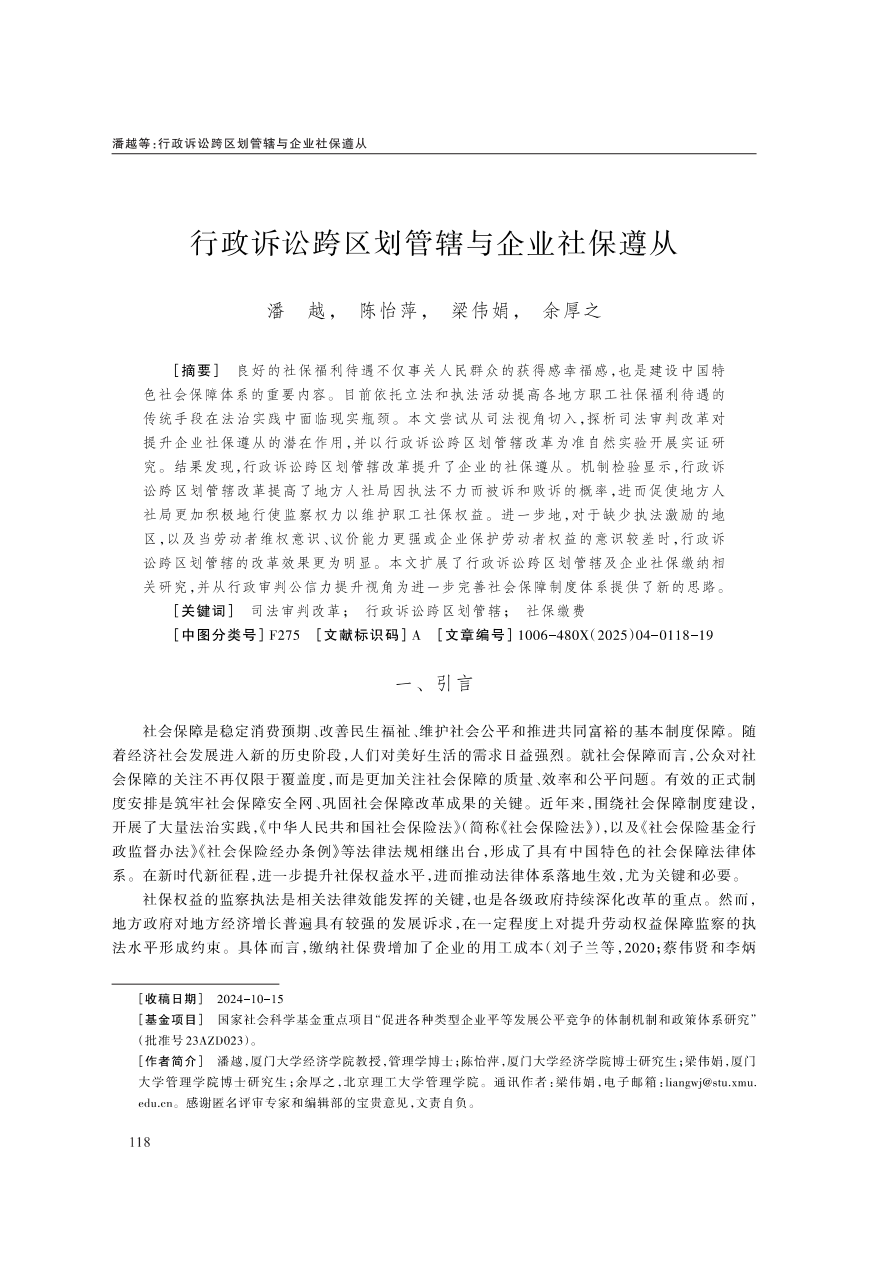 潘越等:行政诉讼跨区划管辖与企业社保遵从
行政诉讼跨区划管辖与企业社保遵从
潘　越， 陈怡萍， 梁伟娟， 余厚之
［摘要］ 良好的社保福利待遇不仅事关人民群众的获得感幸福感,也是建设中国特
色社会保障体系的重要内容。目前依托立法和执法活动提高各地方职工社保福利待遇的
传统手段在法治实践中面临现实瓶颈。本文尝试从司法视角切入,探析司法审判改革对
提升企业社保遵从的潜在作用,并以行政诉讼跨区划管辖改革为准自然实验开展实证研
究。结果发现,行政诉讼跨区划管辖改革提升了企业的社保遵从。机制检验显示,行政诉
讼跨区划管辖改革提高了地方人社局因执法不力而被诉和败诉的概率,进而促使地方人
社局更加积极地行使监察权力以维护职工社保权益。进一步地,对于缺少执法激励的地
区,以及当劳动者维权意识、议价能力更强或企业保护劳动者权益的意识较差时,行政诉
讼跨区划管辖的改革效果更为明显。本文扩展了行政诉讼跨区划管辖及企业社保缴纳相
关研究,并从行政审判公信力提升视角为进一步完善社会保障制度体系提供了新的思路。
［关键词］ 司法审判改革； 行政诉讼跨区划管辖； 社保缴费
［中图分类号］F275 ［文献标识码］A ［文章编号］1006-480X(2025)04-0118-19
一、引言
社会保障是稳定消费预期、改善民生福祉、维护社会公平和推进共同富裕的基本制度保障。随
着经济社会发展进入新的历史阶段,人们对美好生活的需求日益强烈。就社会保障而言,公众对社
会保障的关注不再仅限于覆盖度,而是更加关注社会保障的质量、效率和公平问题。有效的正式制
度安排是筑牢社会保障安全网、巩固社会保障改革成果的关键。近年来,围绕社会保障制度建设,
开展了大量法治实践,《中华人民共和国社会保险法》(简称《社会保险法》),以及《社会保险基金行
政监督办法》《社会保险经办条例》等法律法规相继出台,形成了具有中国特色的社会保障法律体
系。在新时代新征程,进一步提升社保权益水平,进而推动法律体系落地生效,尤为关键和必要。
社保权益的监察执法是相关法律效能发挥的关键,也是各级政府持续深化改革的重点。然而,
地方政府对地方经济增长普遍具有较强的发展诉求,在一定程度上对提升劳动权益保障监察的执
法水平形成约束。具体而言,缴纳社保费增加了企业的用工成本(刘子兰等,2020;蔡伟贤和李炳
［收稿日期］ 2024-10-15
［基金项目］ 国家社会科学基金重点项目“促进各种类型企业平等发展公平竞争的体制机制和政策体系研究”
(批准号23AZD023)。
［作者简介］ 潘越,厦门大学经济学院教授,管理学博士;陈怡萍,厦门大学经济学院博士研究生;梁伟娟,厦门
大学管理学院博士研究生;余厚之,北京理工大学管理学院。通讯作者:梁伟娟,电子邮箱:liangwj@stu.xmu.
edu.cn。感谢匿名评审专家和编辑部的宝贵意见,文责自负。
118